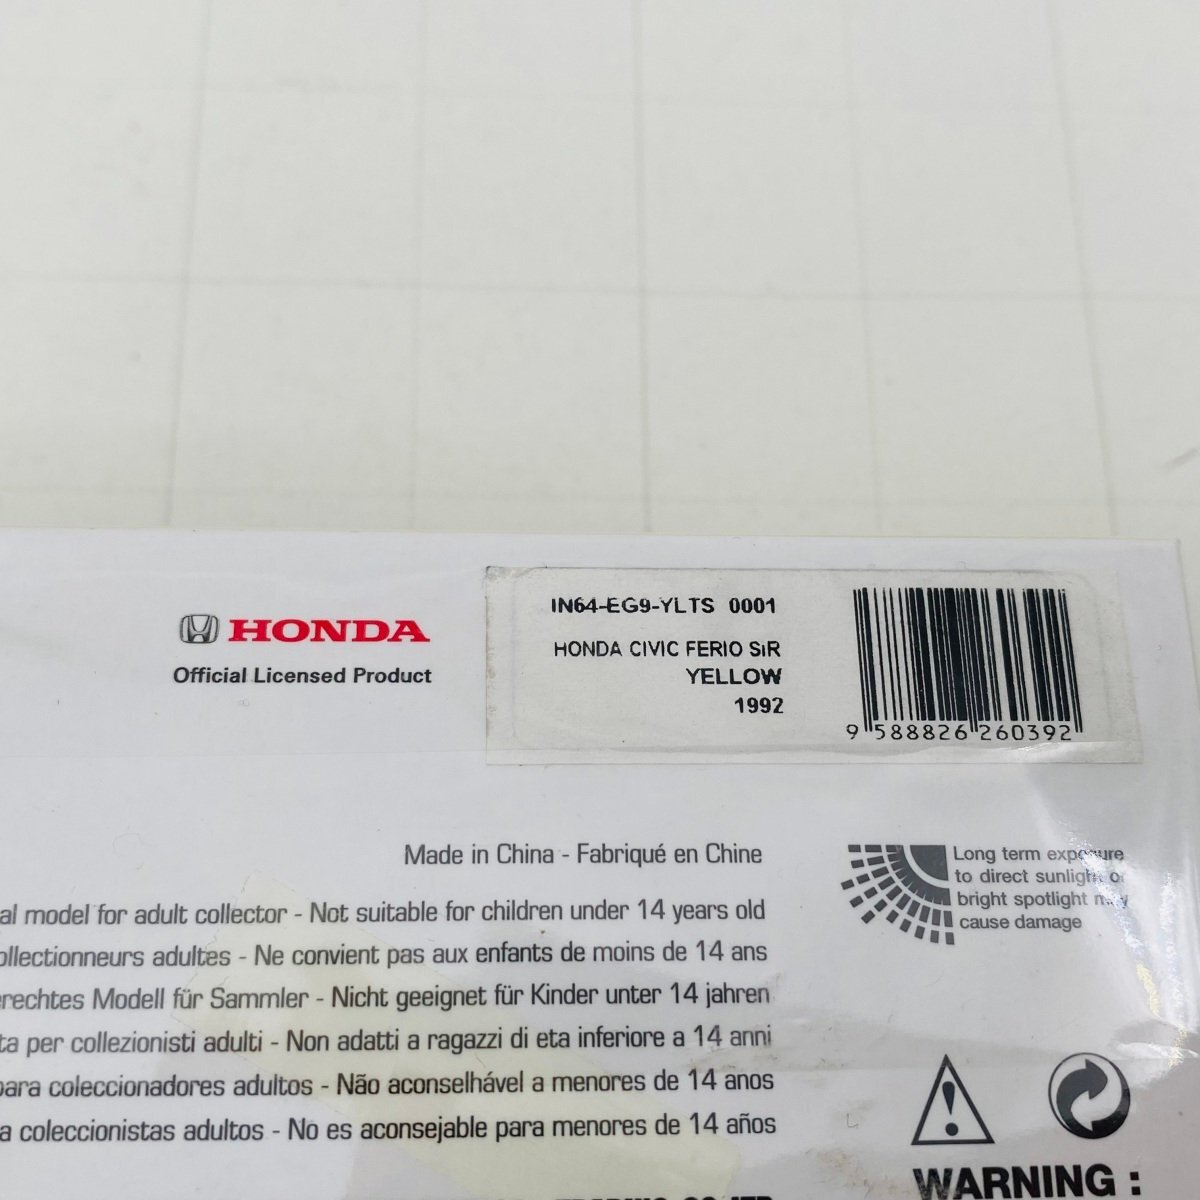 HONDA
Official Licensed Product
IN64-EG9-YLTS 0001
HONDA CIVIC FERIO SiR
YELLOW
1992
9 588826 260392
Made in China - Fabriqué en Chine
al model for adult collector - Not suitable for children under 14 years old
ollectionneurs adultes - Ne convient pas aux enfants de moins de 14 ans
rechtes Modell für Sammler - Nicht geeignet für Kinder unter 14 jahren
ta per collezionisti adulti - Non adatti a ragazzi di eta inferiore a 14 anni
para coleccionadores adultos - Não aconselhável a menores de 14 anos
a coleccionistas adultos - No es aconsejable para menores de 14 años
Long term exposure
to direct sunlight or
bright spotlight may
cause damage
WARNING :